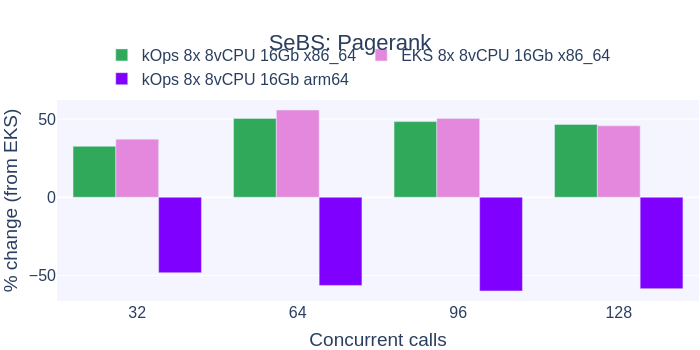 SeBS: Pagerank
kOps 8x 8vCPU 16Gb x86_64
EKS 8x 8vCPU 16Gb x86_64
kOps 8x 8vCPU 16Gb arm64
% change (from EKS)
50
0
−50
32
64
96
128
Concurrent calls